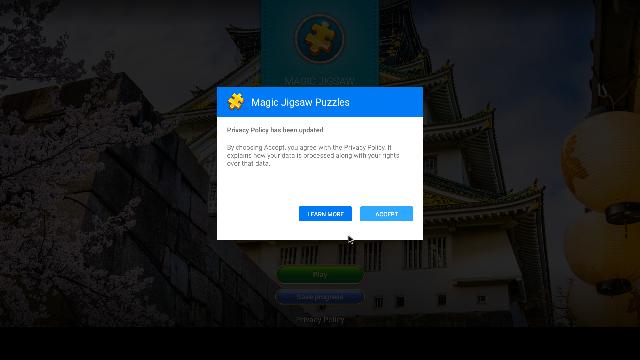 MAGIC JIGSAW
Magic Jigsaw Puzzles
Privacy Policy has been updated
By choosing Accept, you agree with the Privacy Policy. It
explains how your data is processed along with your rights
over that data.
LEARN MORE
ACCEPT
Play
Save progress
Privacy Policy